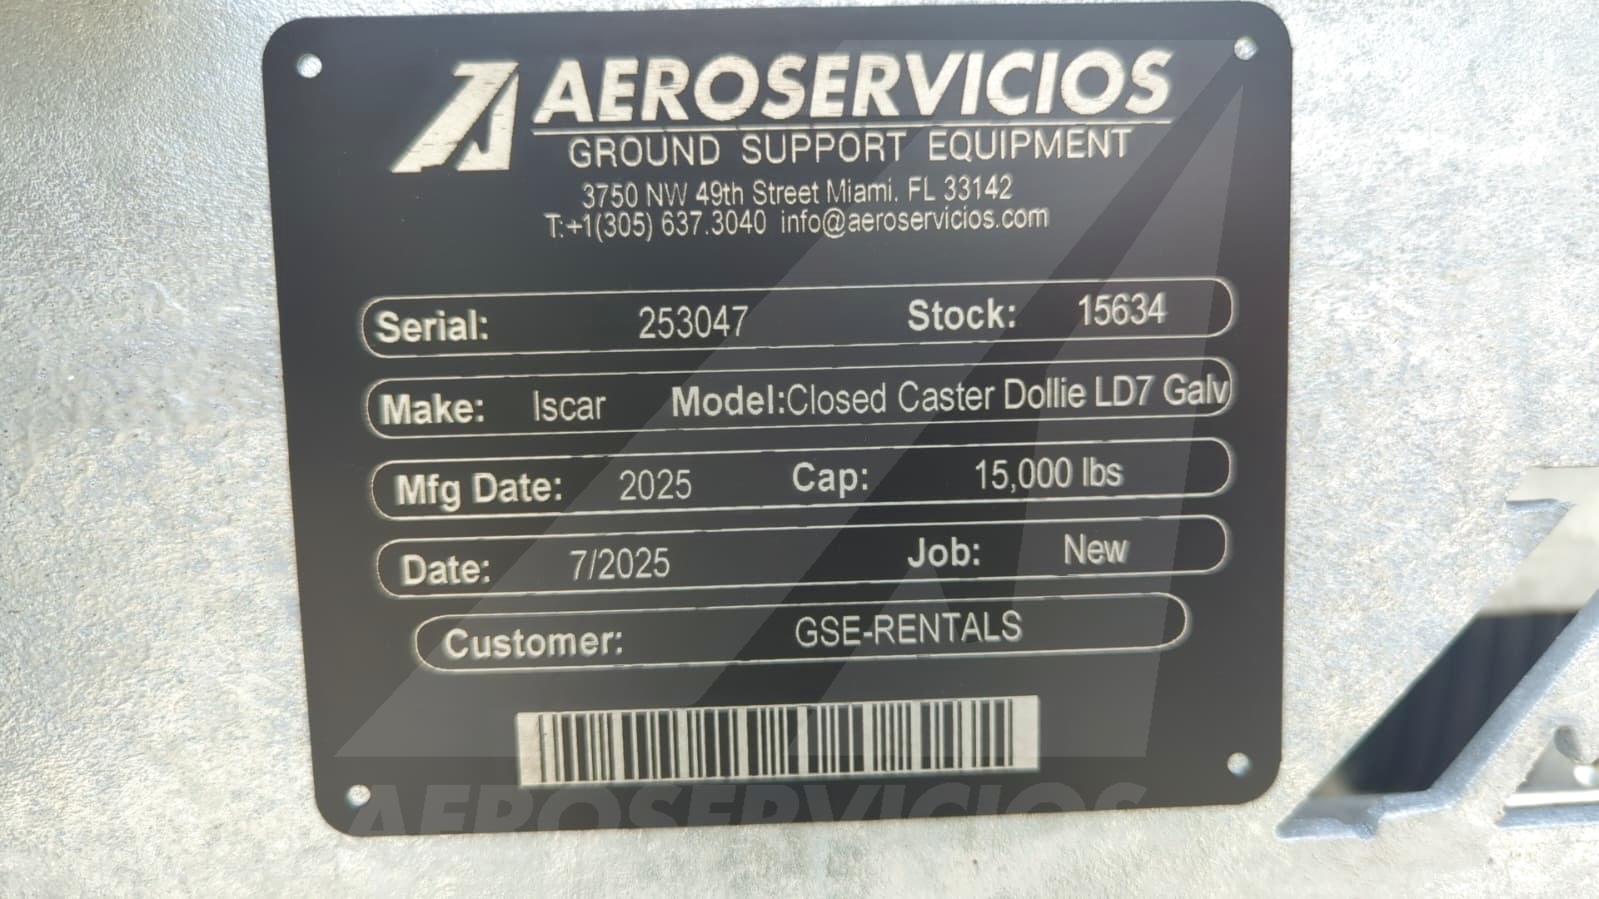 AEROSERVICIOS
GROUND SUPPORT EQUIPMENT
3750 NW 49th Street Miami. FL 33142
T:+1(305) 637.3040 info@aeroservicios.com
Serial: 253047 Stock: 15634
Make: Iscar Model:Closed Caster Dollie LD7 Galv
Mfg Date: 2025 Cap: 15,000 lbs
Date: 7/2025 Job: New
Customer: GSE-RENTALS
AEROSERVICIOS